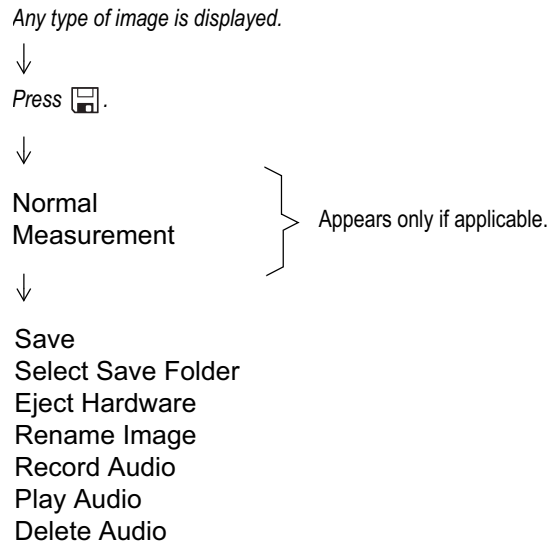 Any type of image is displayed.
Press .
Normal
Measurement
Appears only if applicable.
Save
Select Save Folder
Eject Hardware
Rename Image
Record Audio
Play Audio
Delete Audio